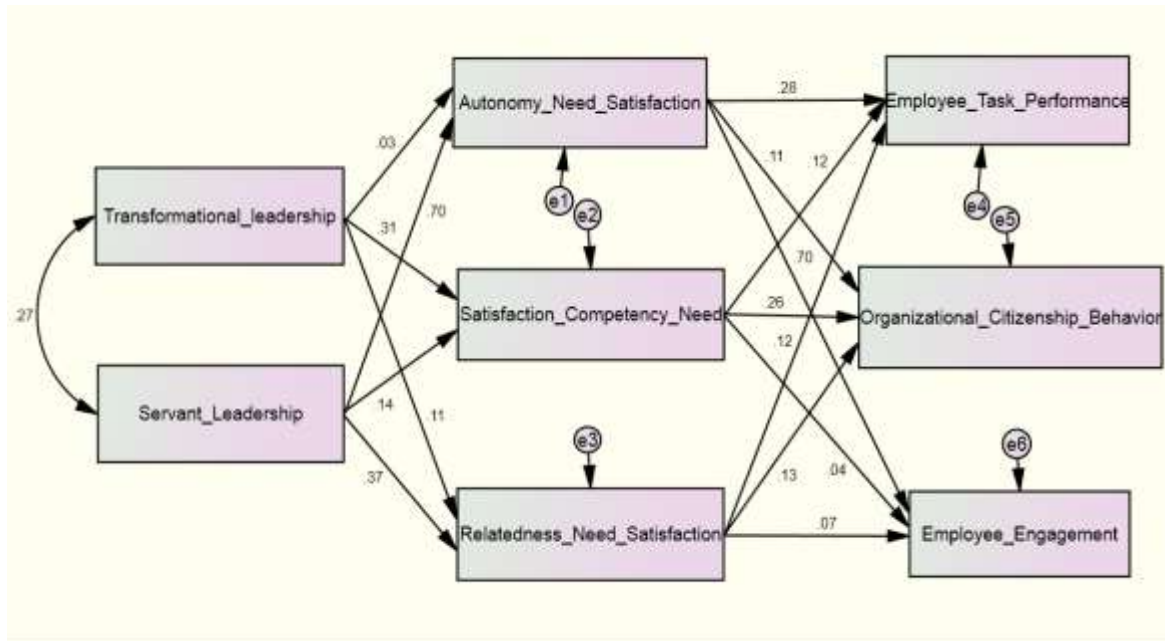 Autonomy_Need_Satisfaction
.28
Employee_Task_Performance
.03
.11
.12
e1
e2
e4
e5
Transformational_leadership
.70
.31
.70
.27
Satisfaction_Competency_Need
.26
Organizational_Citizenship_Behavior
.12
Servant_Leadership
.14
.11
.37
e3
e6
.13
.04
Relatedness_Need_Satisfaction
.07
Employee_Engagement